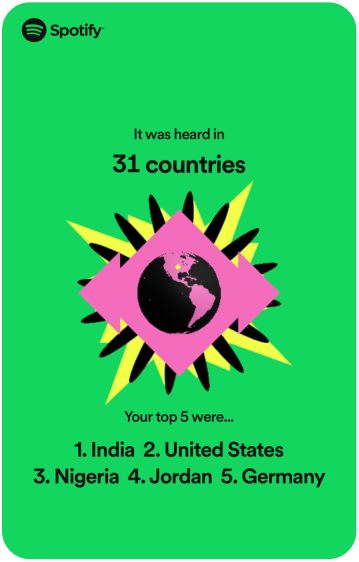 Spotify
It was heard in
31 countries
Your top 5 were...
1. India 2. United States
3. Nigeria 4. Jordan 5. Germany